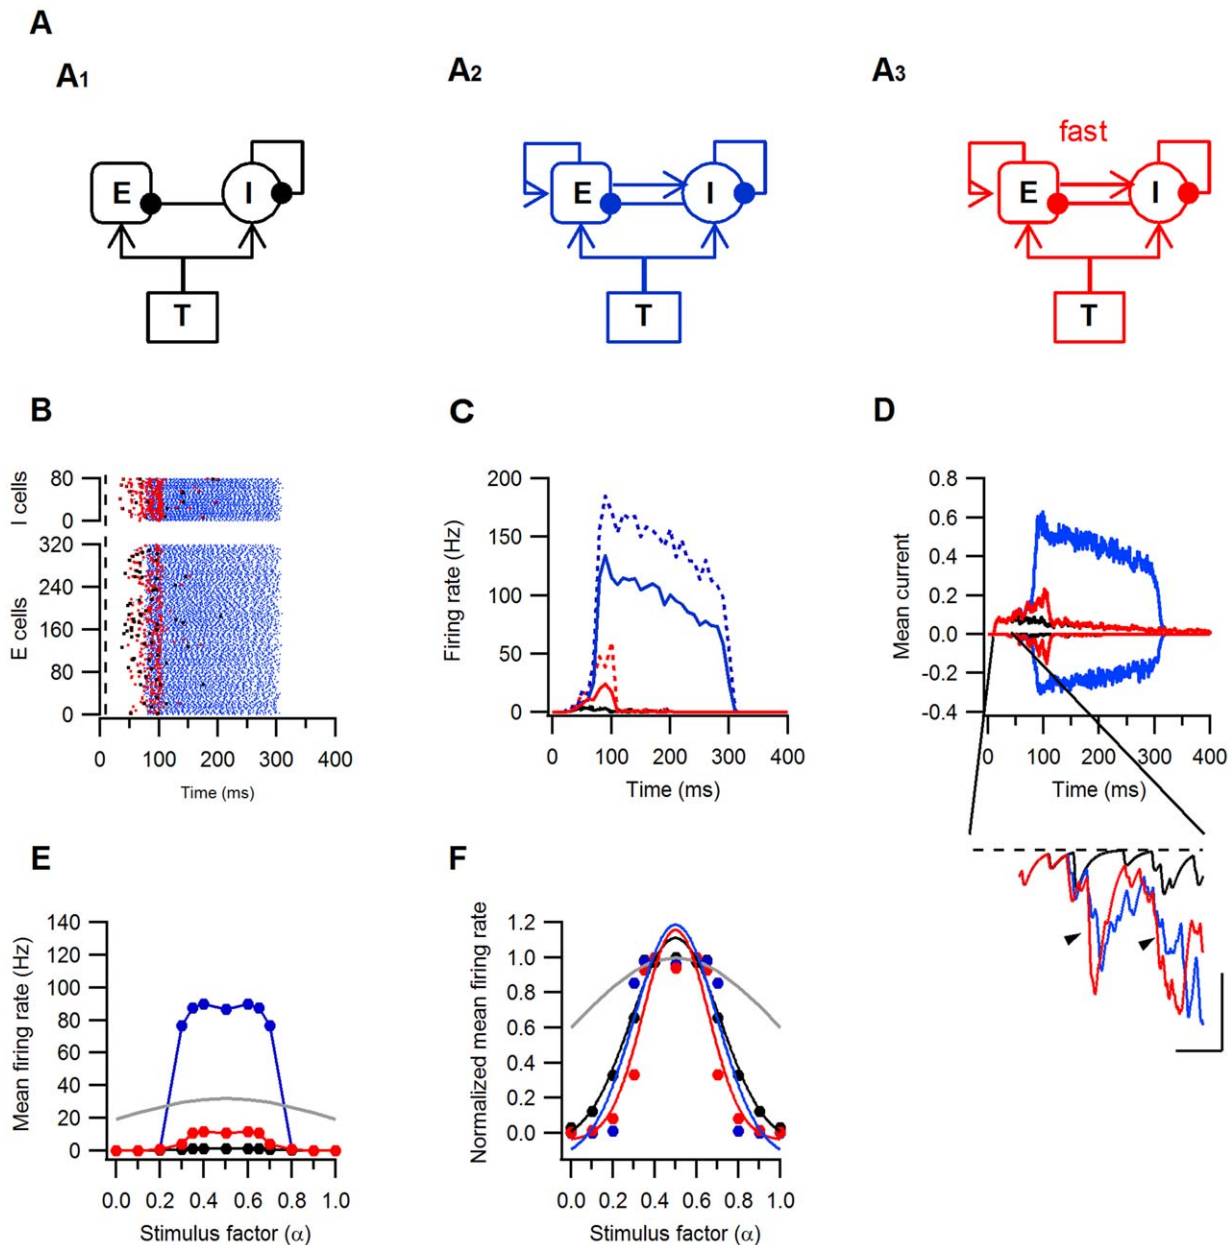 A
A1
A2
A3
fast
E
I
T
E
I
T
E
I
T
B
I cells
80
0
E cells
320
240
160
80
0
0
100
200
300
400
Time (ms)
C
Firing rate (Hz)
200
150
100
50
0
0
100
200
300
400
Time (ms)
D
Mean current
0.8
0.6
0.4
0.2
0.0
-0.2
-0.4
0
100
200
300
400
Time (ms)
E
Mean firing rate (Hz)
140
120
100
80
60
40
20
0
0.0
0.2
0.4
0.6
0.8
1.0
Stimulus factor (α)
F
Normalized mean firing rate
1.2
1.0
0.8
0.6
0.4
0.2
0.0
0.0
0.2
0.4
0.6
0.8
1.0
Stimulus factor (α)